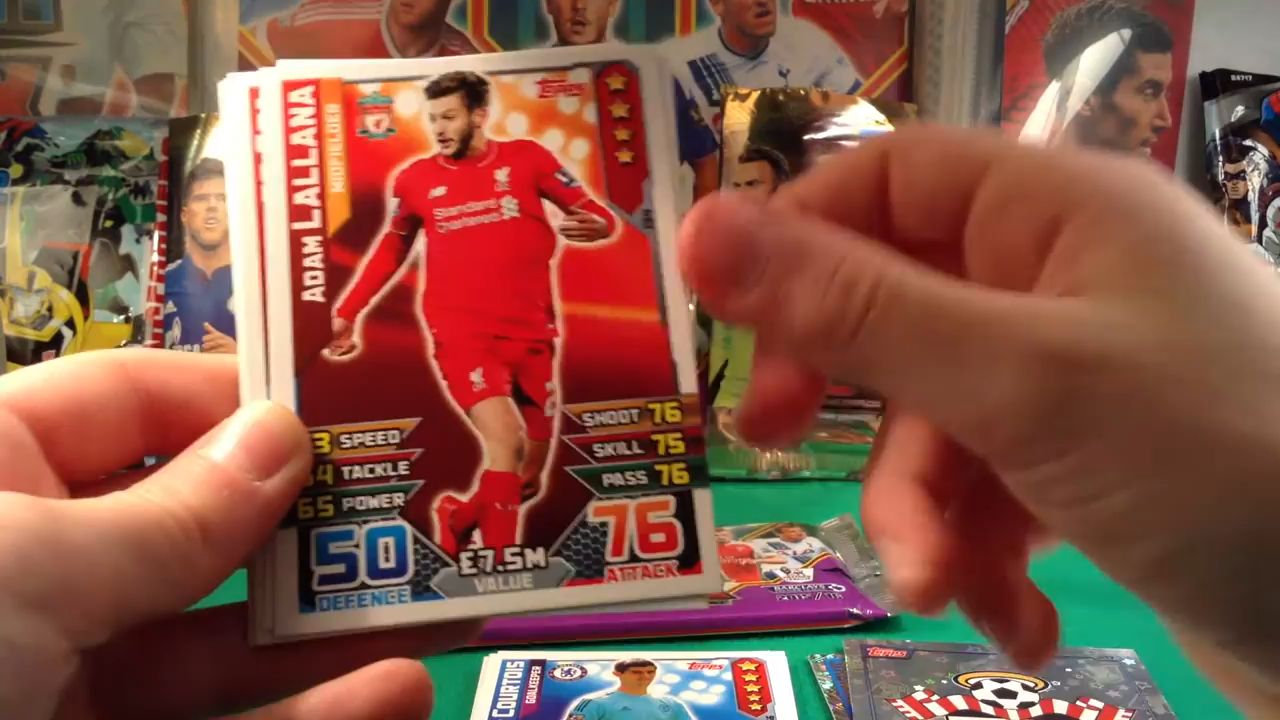 ADAM LALLANA
MIDFIELDER
Topps
Standard
Chartered
SPEED
TACKLE
65 POWER
SHOOT 76
SKILL 75
PASS 76
50
DEFENCE
£7.5M
VALUE
76
ATTACK
BARCLAYS
COURTOIS
GOALKEEPER
Topps
Topps